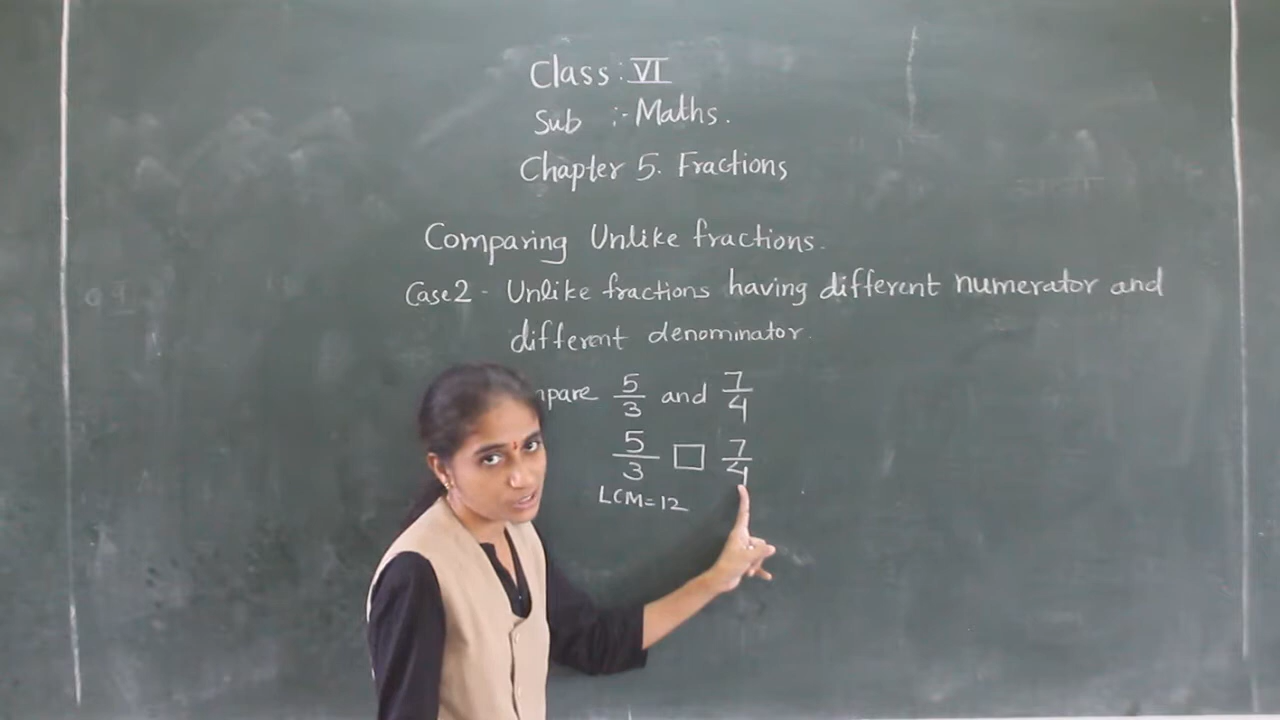 Class : VI
Sub :- Maths.
Chapter 5. Fractions
Comparing Unlike fractions.
Case 2 - Unlike fractions having different numerator and
different denominator.
5/3 and 7/4
5/3 □ 7/4
LCM = 12